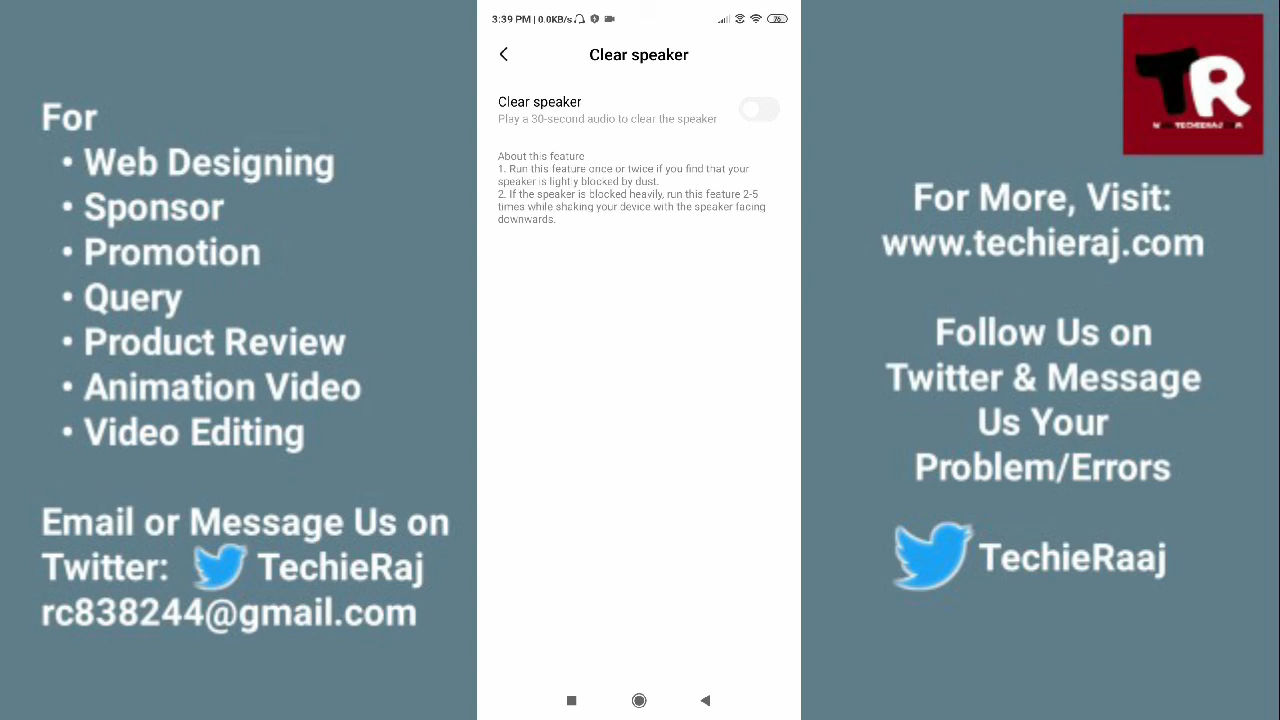 For
• Web Designing
• Sponsor
• Promotion
• Query
• Product Review
• Animation Video
• Video Editing
Email or Message Us on
Twitter: TechieRaj
rc838244@gmail.com
3:39 PM | 0.0KB/s
76
Clear speaker
Clear speaker
Play a 30-second audio to clear the speaker
About this feature
1. Run this feature once or twice if you find that your
speaker is lightly blocked by dust.
2. If the speaker is blocked heavily, run this feature 2-5
times while shaking your device with the speaker facing
downwards.
TR
For More, Visit:
www.techieraj.com
Follow Us on
Twitter & Message
Us Your
Problem/Errors
TechieRaaj